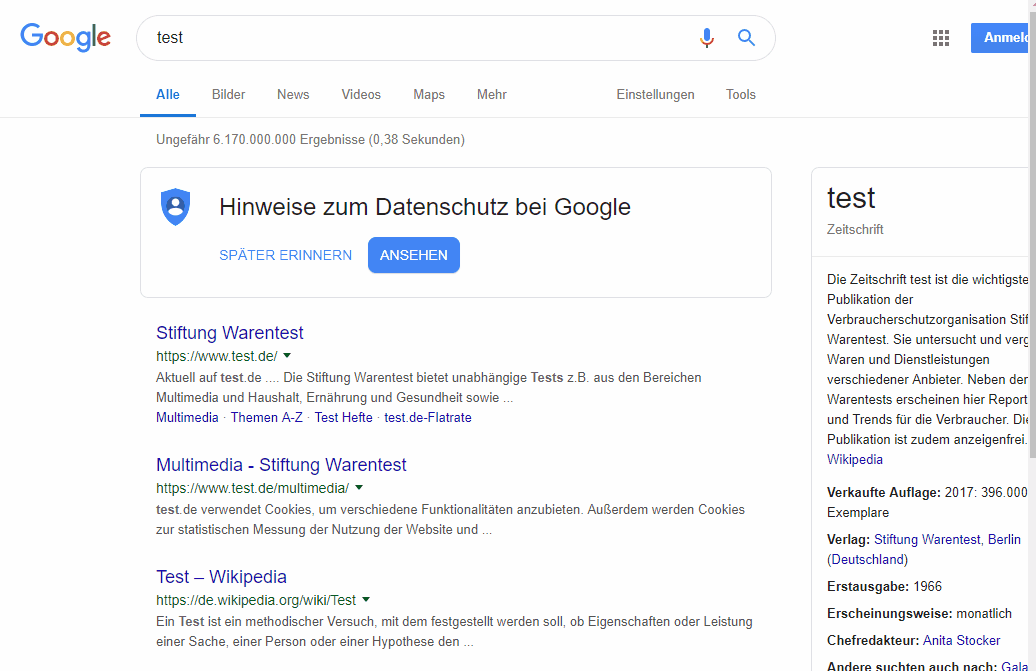 Google
test
Anmeld
Alle Bilder News Videos Maps Mehr Einstellungen Tools
Ungefähr 6.170.000.000 Ergebnisse (0,38 Sekunden)
Hinweise zum Datenschutz bei Google
SPÄTER ERINNERN ANSEHEN
Stiftung Warentest
https://www.test.de/
Aktuell auf test.de .... Die Stiftung Warentest bietet unabhängige Tests z.B. aus den Bereichen
Multimedia und Haushalt, Ernährung und Gesundheit sowie ...
Multimedia · Themen A-Z · Test Hefte · test.de-Flatrate
Multimedia - Stiftung Warentest
https://www.test.de/multimedia/
test.de verwendet Cookies, um verschiedene Funktionalitäten anzubieten. Außerdem werden Cookies
zur statistischen Messung der Nutzung der Website und ...
Test – Wikipedia
https://de.wikipedia.org/wiki/Test
Ein Test ist ein methodischer Versuch, mit dem festgestellt werden soll, ob Eigenschaften oder Leistung
einer Sache, einer Person oder einer Hypothese den ...
test
Zeitschrift
Die Zeitschrift test ist die wichtigste
Publikation der
Verbraucherschutzorganisation Stif
Warentest. Sie untersucht und verg
Waren und Dienstleistungen
verschiedener Anbieter. Neben der
Warentests erscheinen hier Report
und Trends für die Verbraucher. Die
Publikation ist zudem anzeigenfrei.
Wikipedia
Verkaufte Auflage: 2017: 396.000
Exemplare
Verlag: Stiftung Warentest, Berlin
(Deutschland)
Erstausgabe: 1966
Erscheinungsweise: monatlich
Chefredakteur: Anita Stocker
Andere suchten auch nach: Gala